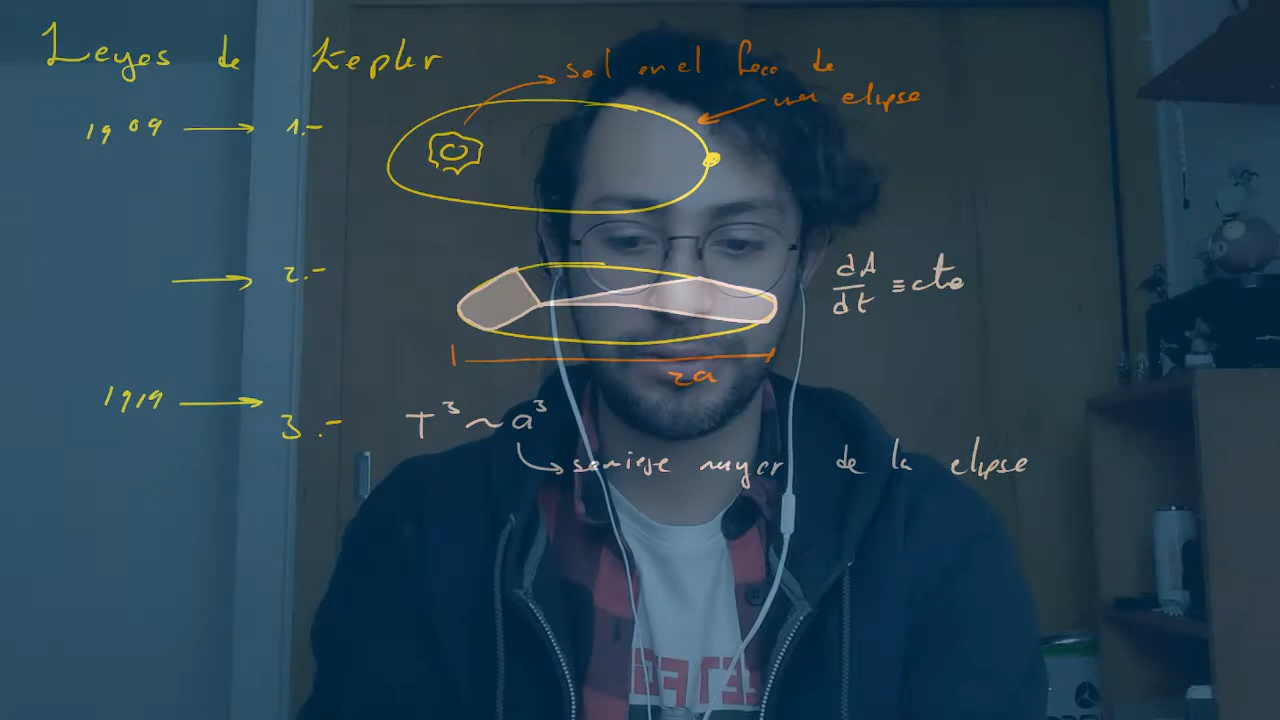 Leyes de Kepler
sol en el foco de
una elipse
1909 → 1.-
→ 2.-
dA/dt ≡ cte
2a
1919 →
3.- T³ ~ a³
semieje mayor de la elipse